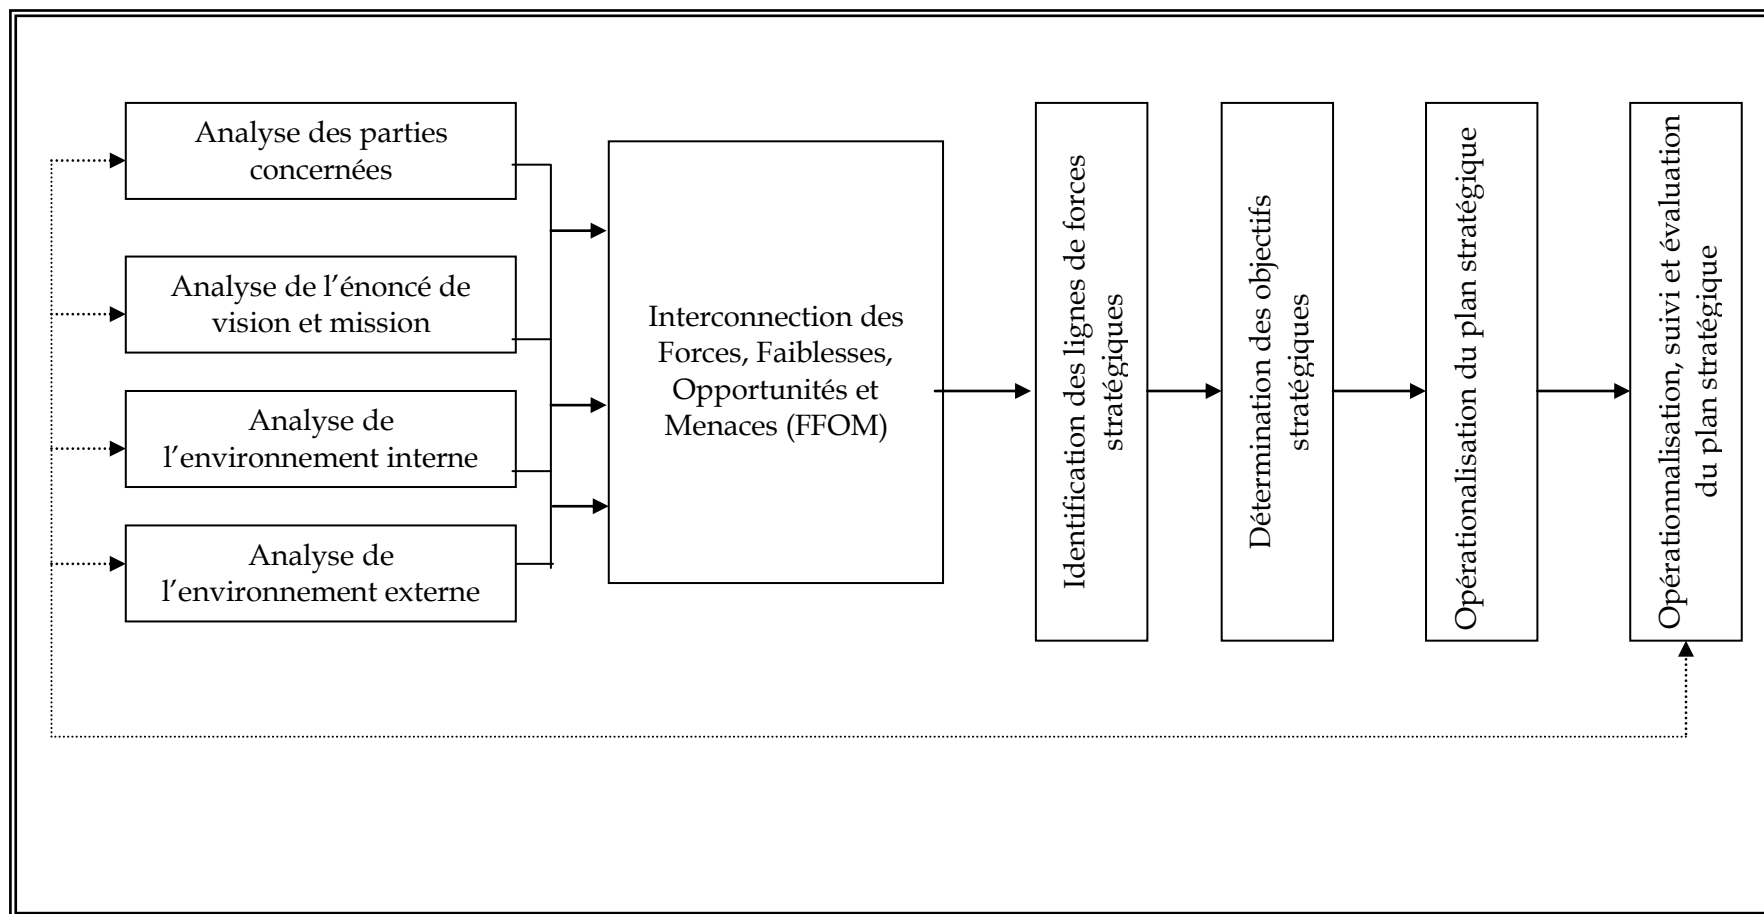 Analyse des parties
concernées
Analyse de l'énoncé de
vision et mission
Analyse de
l'environnement interne
Analyse de
l'environnement externe
Interconnection des
Forces, Faiblesses,
Opportunités et
Menaces (FFOM)
Identification des lignes de forces
stratégiques
Détermination des objectifs
stratégiques
Opérationalisation du plan stratégique
Opérationnalisation, suivi et évaluation
du plan stratégique